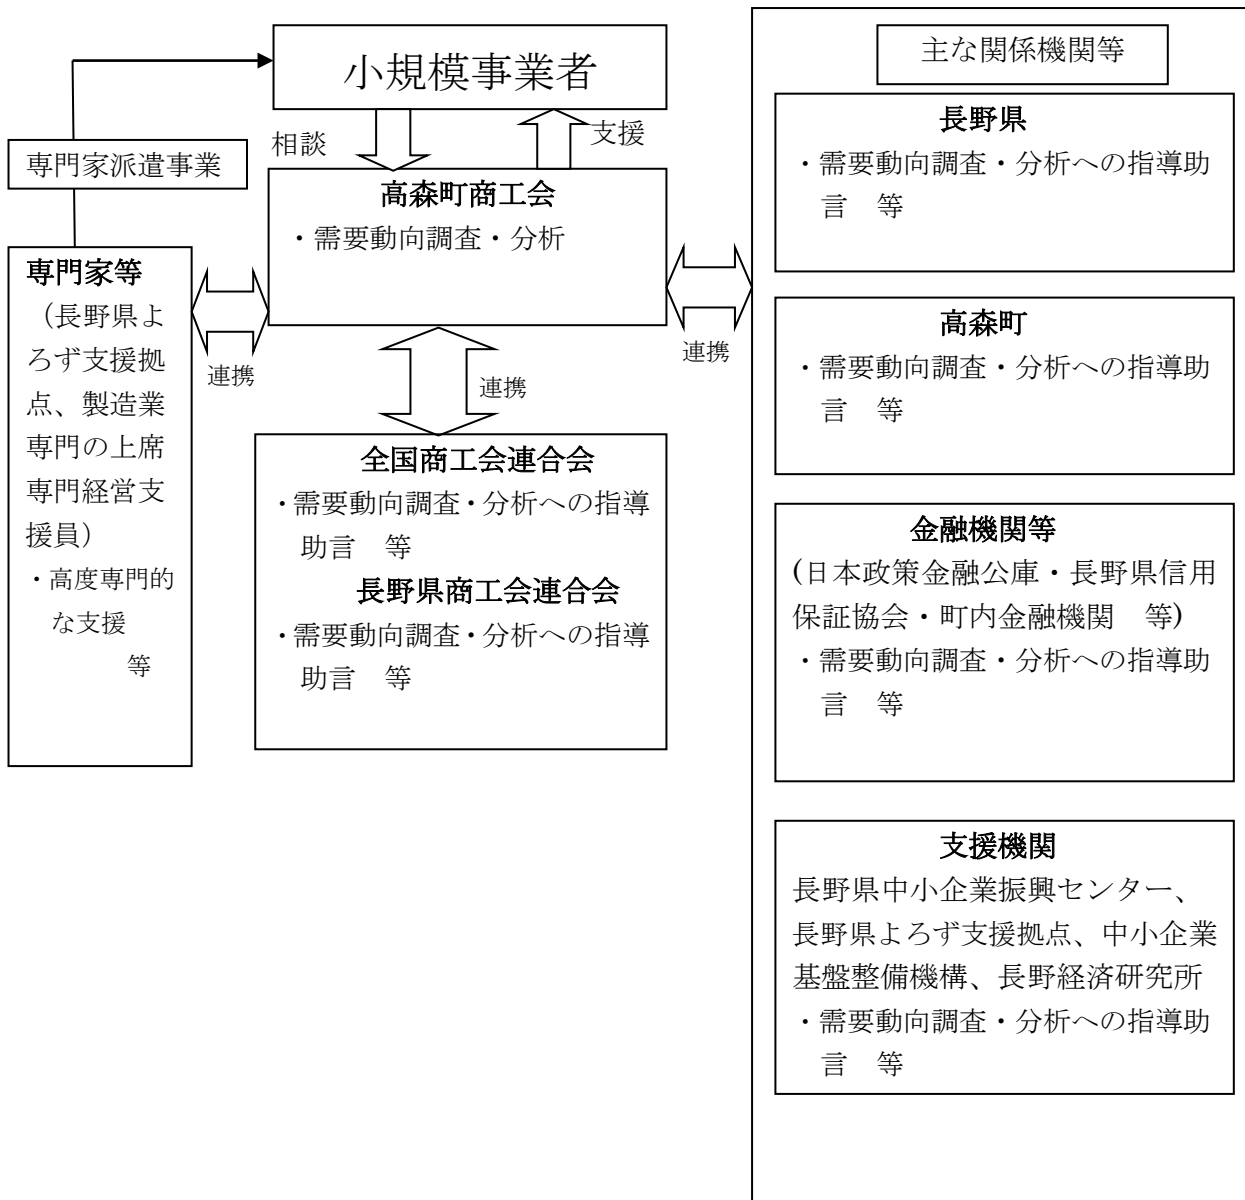 小規模事業者
相談
支援
専門家派遣事業
高森町商工会
・需要動向調査・分析
専門家等
（長野県よ
ろず支援拠
点、製造業
専門の上席
専門経営支
援員）
・高度専門的
な支援
等
連携
連携
連携
全国商工会連合会
・需要動向調査・分析への指導
助言　等
長野県商工会連合会
・需要動向調査・分析への指導
助言　等
主な関係機関等
長野県
・需要動向調査・分析への指導助
言　等
高森町
・需要動向調査・分析への指導助
言　等
金融機関等
(日本政策金融公庫・長野県信用
保証協会・町内金融機関　等)
・需要動向調査・分析への指導助
言　等
支援機関
長野県中小企業振興センター、
長野県よろず支援拠点、中小企業
基盤整備機構、長野経済研究所
・需要動向調査・分析への指導助
言　等